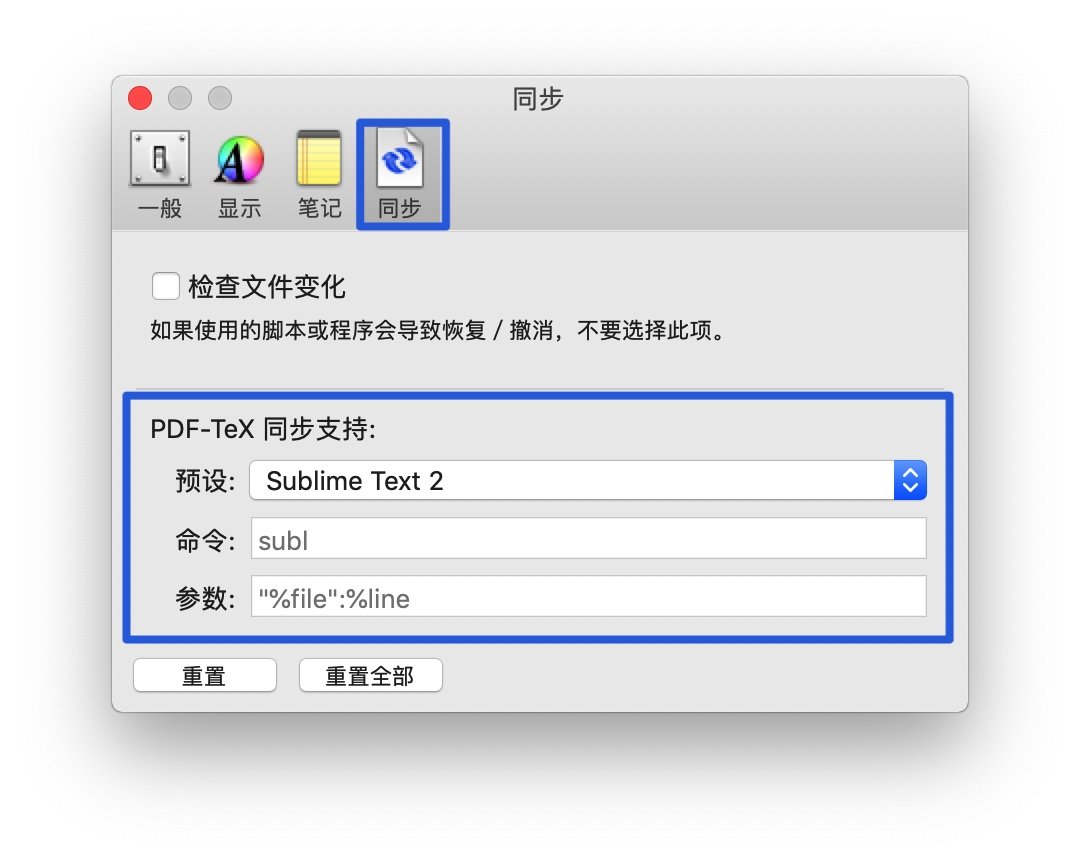 同步
一般 显示 笔记 同步
检查文件变化
如果使用的脚本或程序会导致恢复 / 撤消，不要选择此项。
PDF-TeX 同步支持:
预设: Sublime Text 2
命令: subl
参数: "%file":%line
重置 重置全部